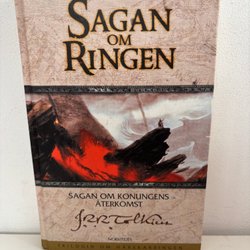 SAGAN
OM
RINGEN
SAGAN OM KONUNGENS
ÅTERKOMST
J.R.R. Tolkien
NORSTEDTS